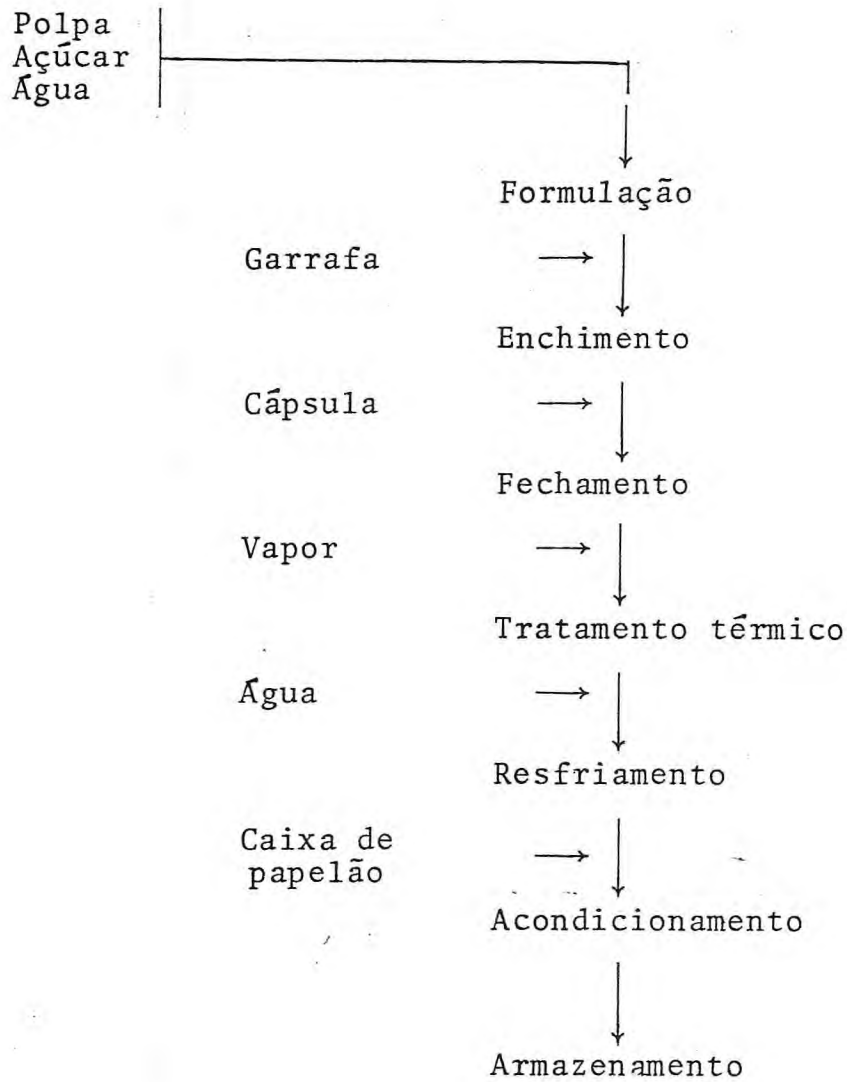 Polpa
Açúcar
Água
Formulação
Garrafa
Enchimento
Cápsula
Fechamento
Vapor
Tratamento térmico
Água
Resfriamento
Caixa de
papelão
Acondicionamento
Armazenamento